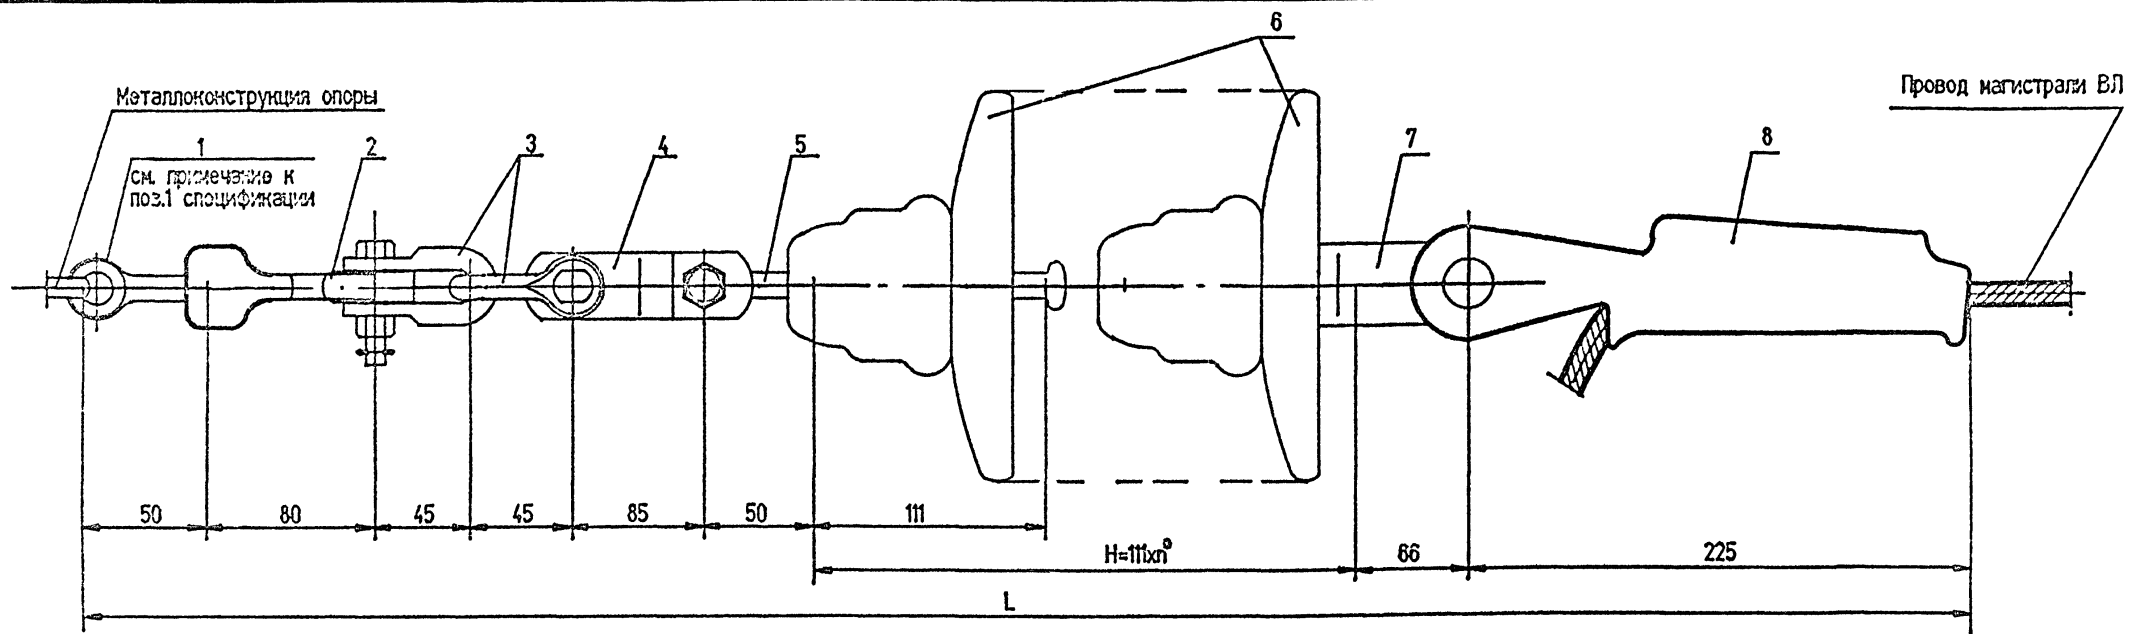 6
Металлоконструкция опоры
Провод магистрали ВЛ
1
2
3
4
5
7
8
см. примечание к
поз.1 спецификации
50
80
45
45
85
50
111
H=111xn°
66
225
L